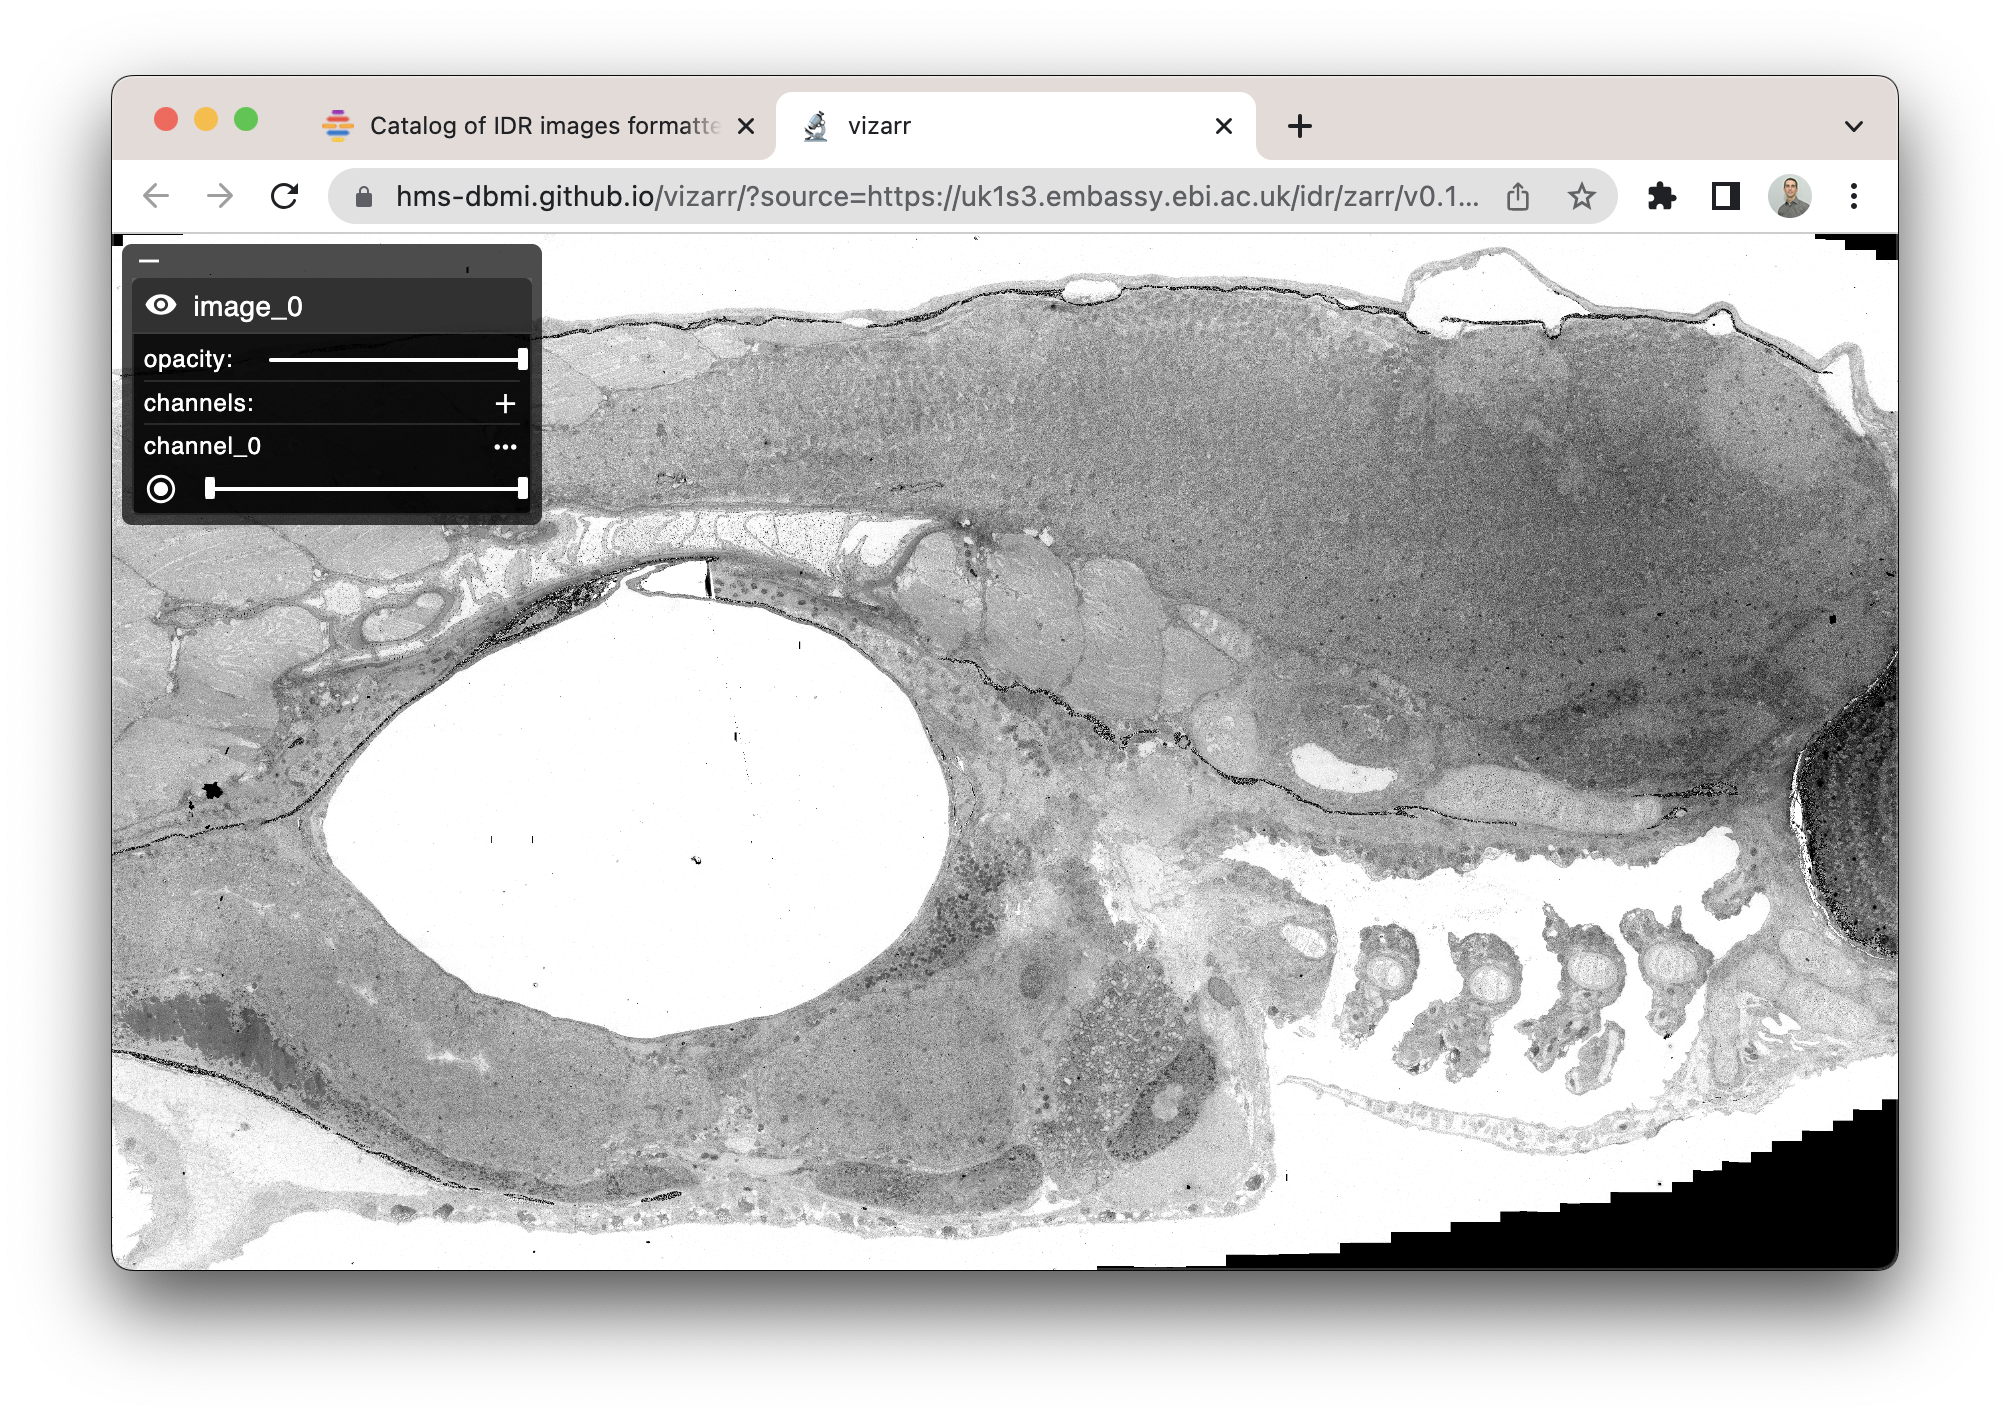 Catalog of IDR images formatte
vizarr
hms-dbmi.github.io/vizarr/?source=https://uk1s3.embassy.ebi.ac.uk/idr/zarr/v0.1...
image_0
opacity:
channels:
channel_0